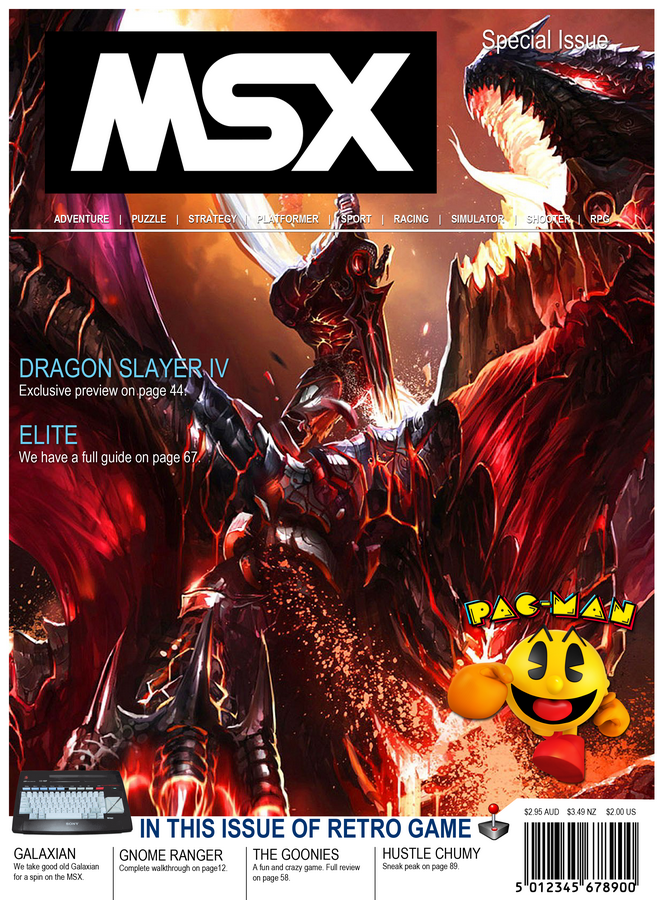 Special Issue
MSX
ADVENTURE | PUZZLE | STRATEGY | PLATFORMER | SPORT | RACING | SIMULATOR | SHOOTER | RPG
DRAGON SLAYER IV
Exclusive preview on page 44.
ELITE
We have a full guide on page 67.
PAC-MAN
SONY
IN THIS ISSUE OF RETRO GAME
GALAXIAN
We take good old Galaxian
for a spin on the MSX.
GNOME RANGER
Complete walkthrough on page12.
THE GOONIES
A fun and crazy game. Full review
on page 58.
HUSTLE CHUMY
Sneak peak on page 89.
$2.95 AUD $3.49 NZ $2.00 US
5 012345 678900